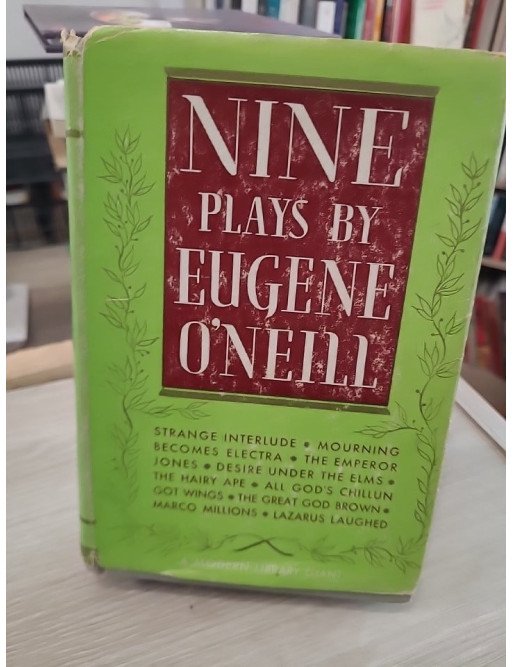 NINE
PLAYS BY
EUGENE
O'NEILL
STRANGE INTERLUDE • MOURNING
BECOMES ELECTRA • THE EMPEROR
JONES • DESIRE UNDER THE ELMS •
THE HAIRY APE • ALL GOD'S CHILLUN
GOT WINGS • THE GREAT GOD BROWN •
MARCO MILLIONS • LAZARUS LAUGHED
A MODERN LIBRARY GIANT